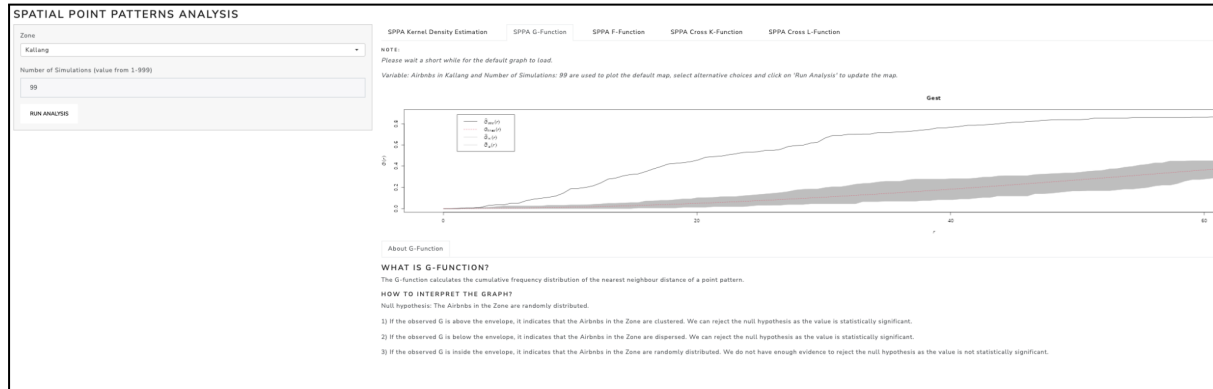 SPATIAL POINT PATTERNS ANALYSIS
Zone
Kallang
Number of Simulations (value from 1-999)
99
RUN ANALYSIS
SPPA Kernel Density Estimation
SPPA G-Function
SPPA F-Function
SPPA Cross K-Function
SPPA Cross L-Function
NOTE:
Please wait a short while for the default graph to load.
Variable: Airbnbs in Kallang and Number of Simulations: 99 are used to plot the default map, select alternative choices and click on 'Run Analysis' to update the map.
Gest
0.8
0.6
0.4
0.2
0.0
G(r)
0
20
40
60
r
About G-Function
WHAT IS G-FUNCTION?
The G-function calculates the cumulative frequency distribution of the nearest neighbour distance of a point pattern.
HOW TO INTERPRET THE GRAPH?
Null hypothesis: The Airbnbs in the Zone are randomly distributed.
1) If the observed G is above the envelope, it indicates that the Airbnbs in the Zone are clustered. We can reject the null hypothesis as the value is statistically significant.
2) If the observed G is below the envelope, it indicates that the Airbnbs in the Zone are dispersed. We can reject the null hypothesis as the value is statistically significant.
3) If the observed G is inside the envelope, it indicates that the Airbnbs in the Zone are randomly distributed. We do not have enough evidence to reject the null hypothesis as the value is not statistically significant.